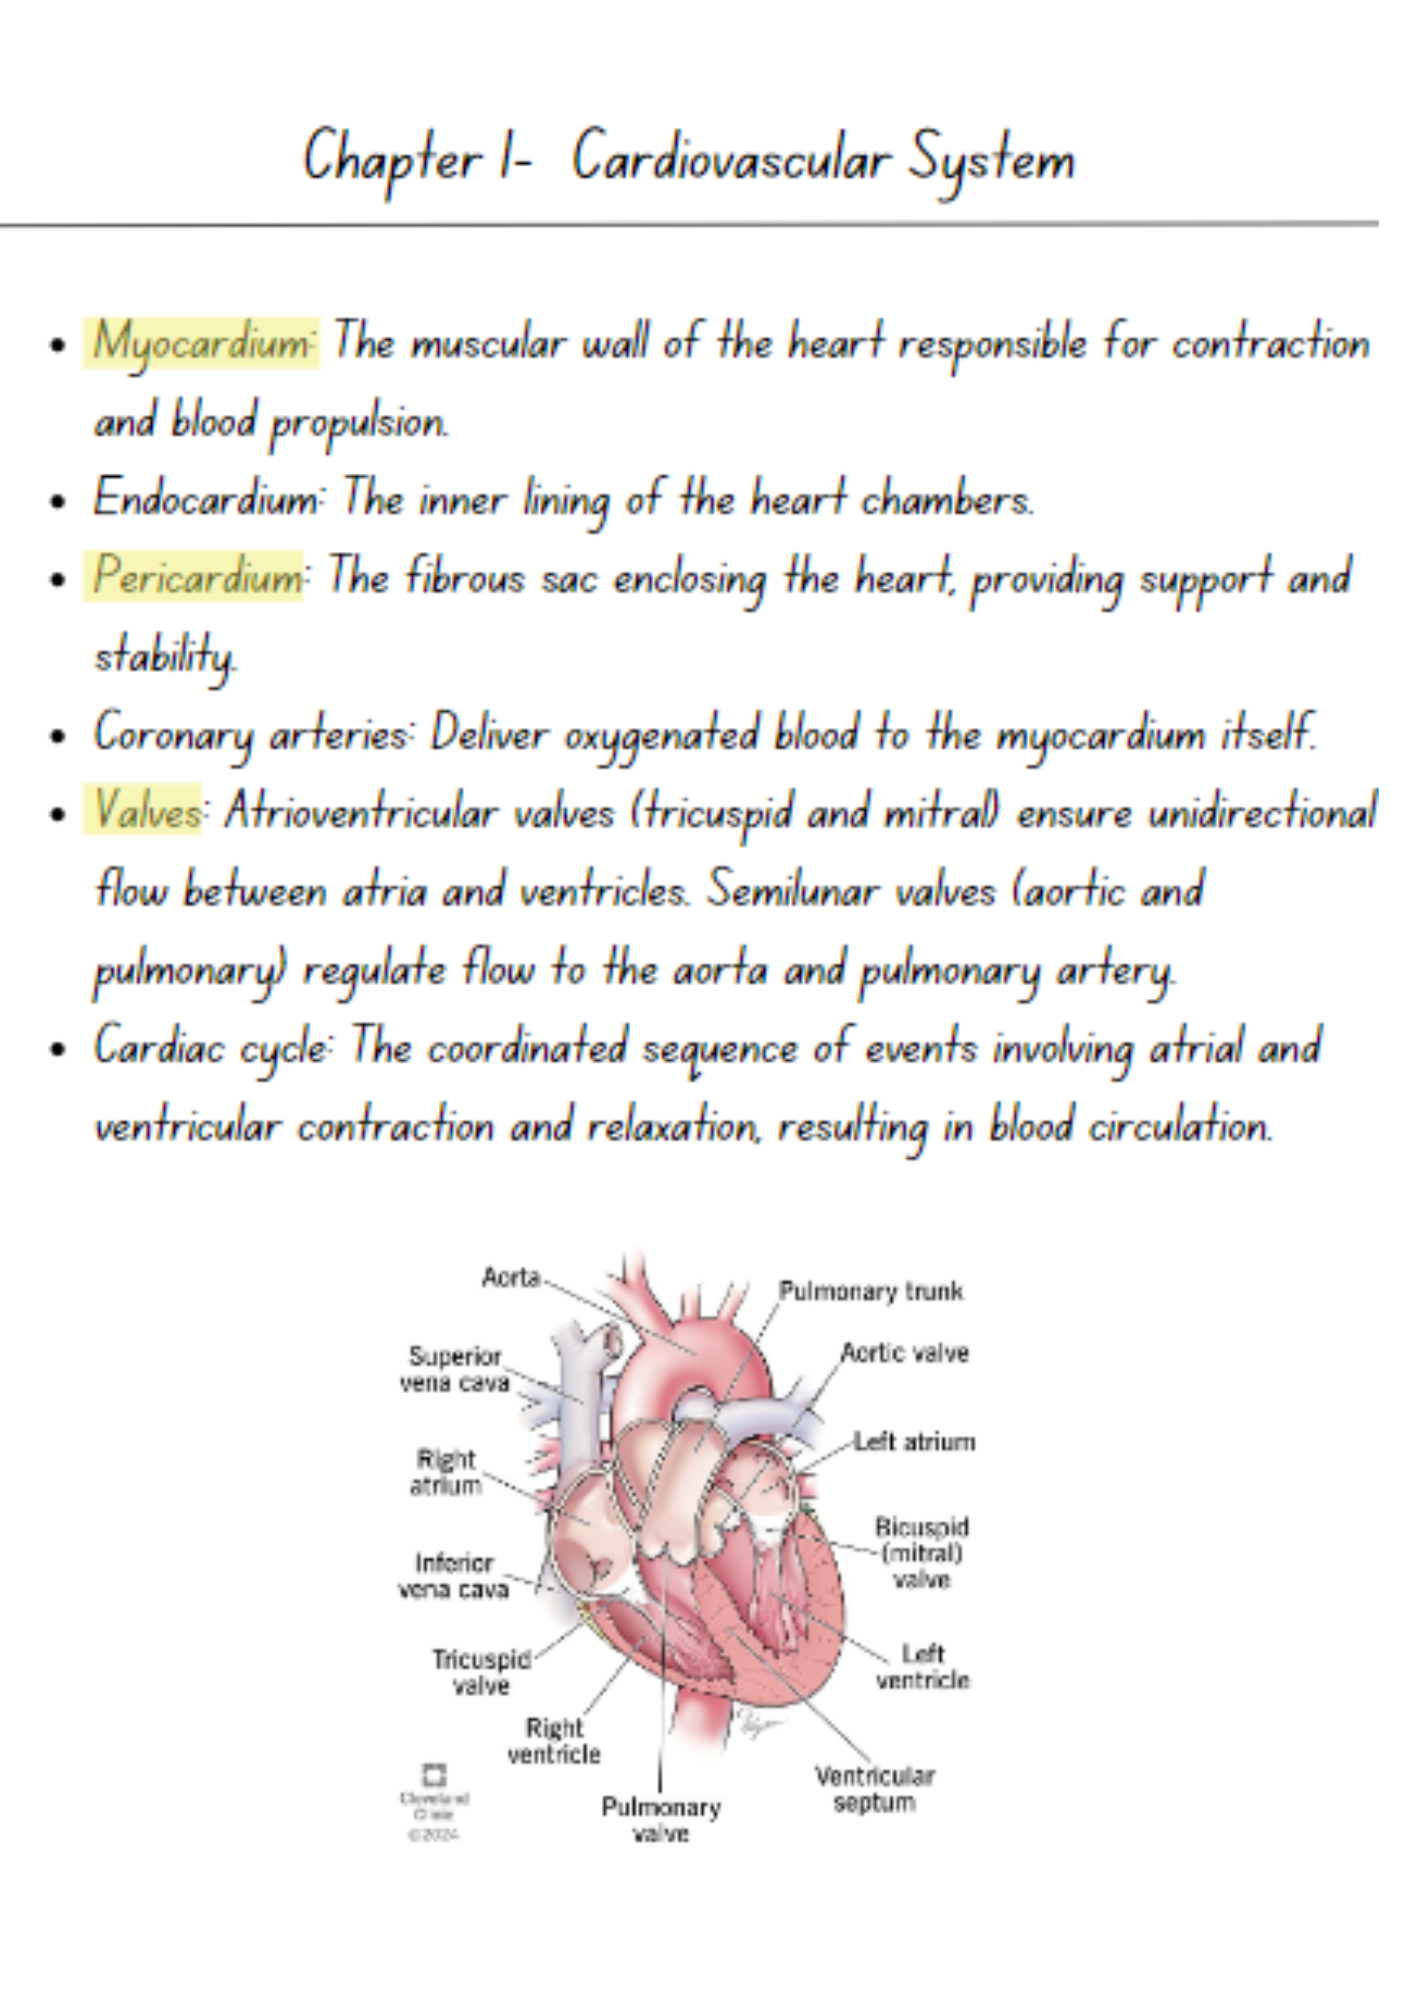 Chapter 1- Cardiovascular System
• Myocardium: The muscular wall of the heart responsible for contraction
and blood propulsion.
• Endocardium: The inner lining of the heart chambers.
• Pericardium: The fibrous sac enclosing the heart, providing support and
stability.
• Coronary arteries: Deliver oxygenated blood to the myocardium itself.
• Valves: Atrioventricular valves (tricuspid and mitral) ensure unidirectional
flow between atria and ventricles. Semilunar valves (aortic and
pulmonary) regulate flow to the aorta and pulmonary artery.
• Cardiac cycle: The coordinated sequence of events involving atrial and
ventricular contraction and relaxation, resulting in blood circulation.
Aorta
Pulmonary trunk
Superior
vena cava
Aortic valve
Right
atrium
Left atrium
Inferior
vena cava
Bicuspid
(mitral)
valve
Tricuspid
valve
Left
ventricle
Right
ventricle
Ventricular
septum
Pulmonary
valve
Cleveland
Clinic
©2024